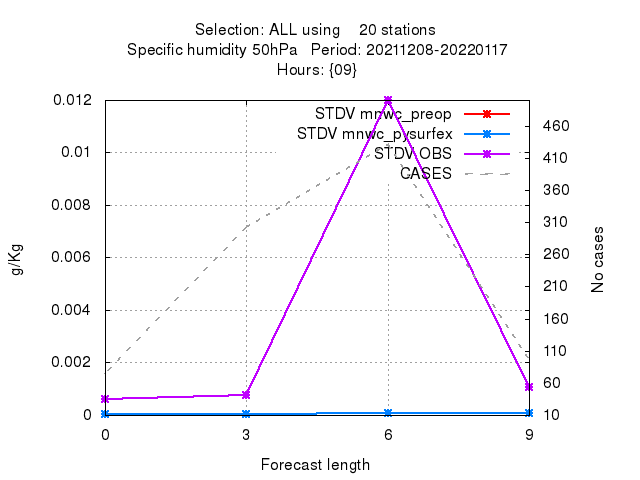 Selection: ALL using 20 stations
Specific humidity 50hPa Period: 20211208-20220117
Hours: {09}
STDV mnwc_preop
STDV mnwc_pysurfex
STDV OBS
CASES
0.012
0.01
0.008
0.006
0.004
0.002
0
g/Kg
460
410
360
310
260
210
160
110
60
10
No cases
0 3 6 9
Forecast length